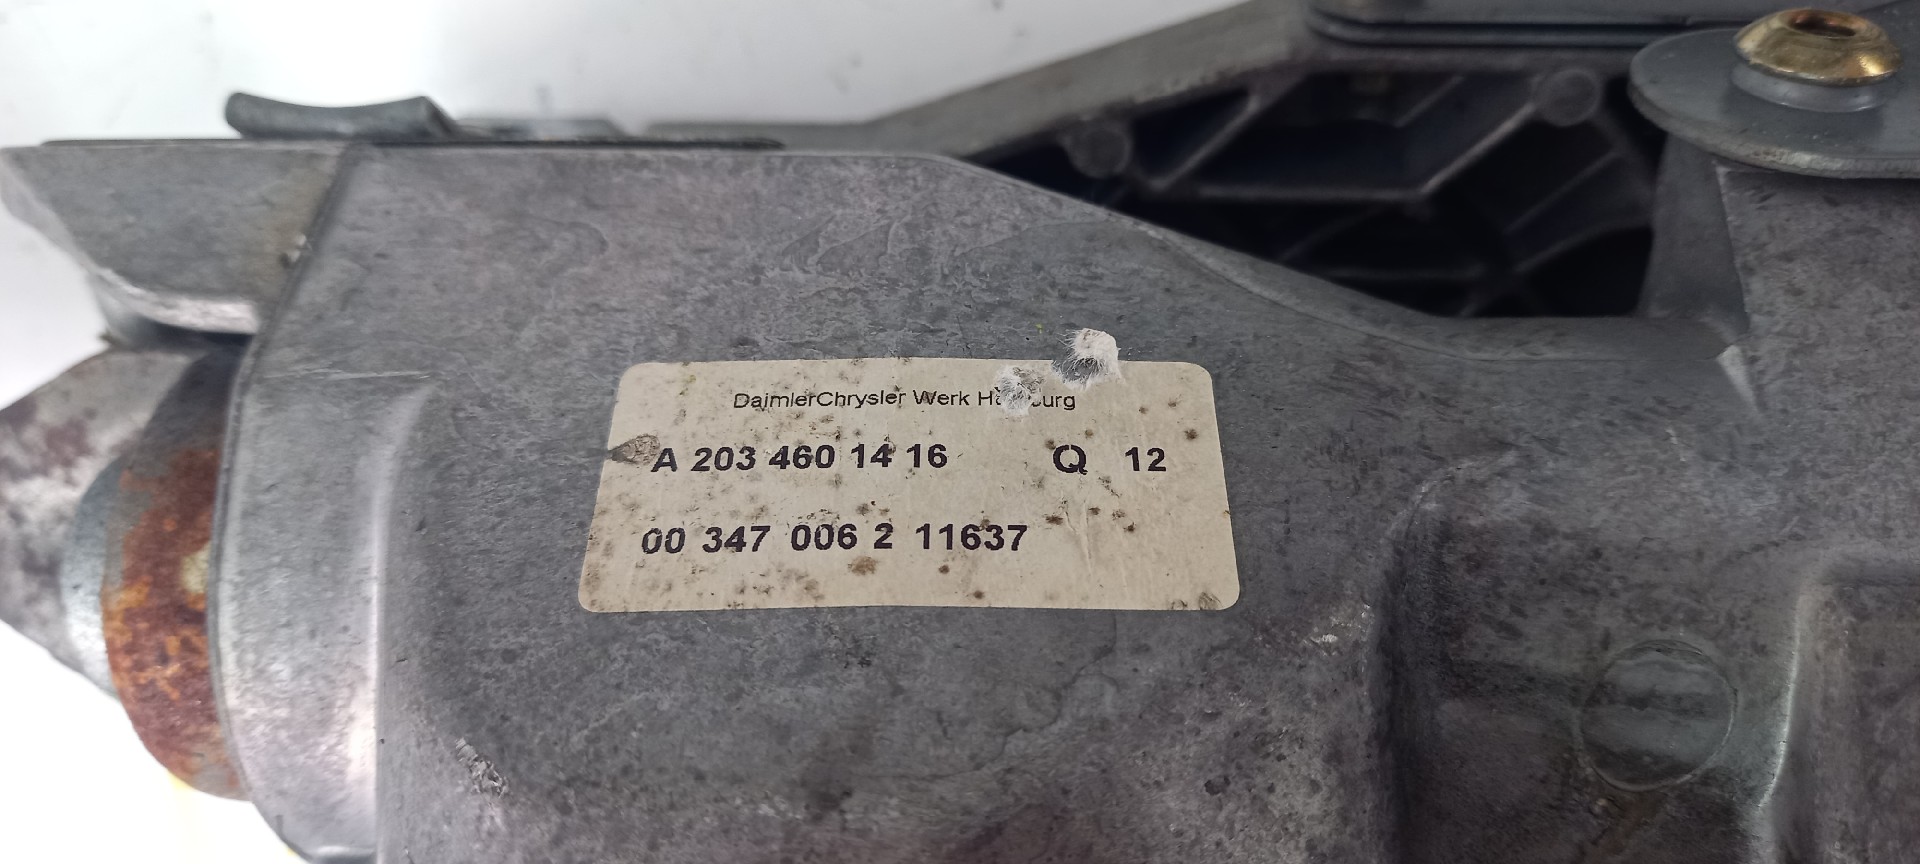 DaimlerChrysler Werk
A 203 460 14 16 Q 12
00 347 006 2 11637